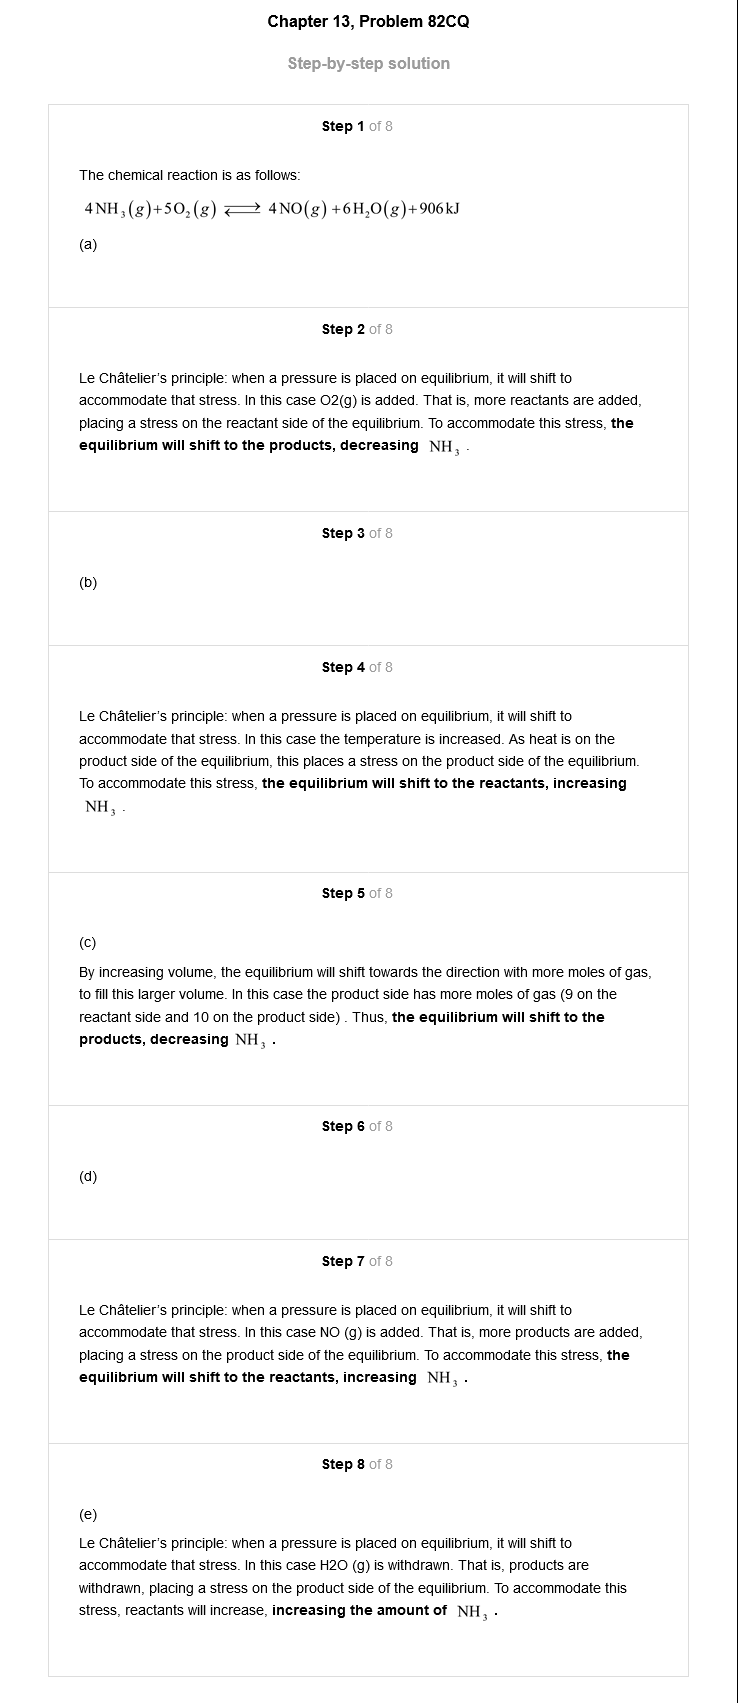 Chapter 13, Problem 82CQ
Step-by-step solution
Step 1 of 8
The chemical reaction is as follows:
4 NH₃(g)+5O₂(g) ⇌ 4 NO(g)+6H₂O(g)+906 kJ
(a)
Step 2 of 8
Le Châtelier's principle: when a pressure is placed on equilibrium, it will shift to
accommodate that stress. In this case O2(g) is added. That is, more reactants are added,
placing a stress on the reactant side of the equilibrium. To accommodate this stress, the
equilibrium will shift to the products, decreasing NH₃ .
Step 3 of 8
(b)
Step 4 of 8
Le Châtelier's principle: when a pressure is placed on equilibrium, it will shift to
accommodate that stress. In this case the temperature is increased. As heat is on the
product side of the equilibrium, this places a stress on the product side of the equilibrium.
To accommodate this stress, the equilibrium will shift to the reactants, increasing
NH₃ .
Step 5 of 8
(c)
By increasing volume, the equilibrium will shift towards the direction with more moles of gas,
to fill this larger volume. In this case the product side has more moles of gas (9 on the
reactant side and 10 on the product side) . Thus, the equilibrium will shift to the
products, decreasing NH₃ .
Step 6 of 8
(d)
Step 7 of 8
Le Châtelier's principle: when a pressure is placed on equilibrium, it will shift to
accommodate that stress. In this case NO (g) is added. That is, more products are added,
placing a stress on the product side of the equilibrium. To accommodate this stress, the
equilibrium will shift to the reactants, increasing NH₃ .
Step 8 of 8
(e)
Le Châtelier's principle: when a pressure is placed on equilibrium, it will shift to
accommodate that stress. In this case H2O (g) is withdrawn. That is, products are
withdrawn, placing a stress on the product side of the equilibrium. To accommodate this
stress, reactants will increase, increasing the amount of NH₃ .